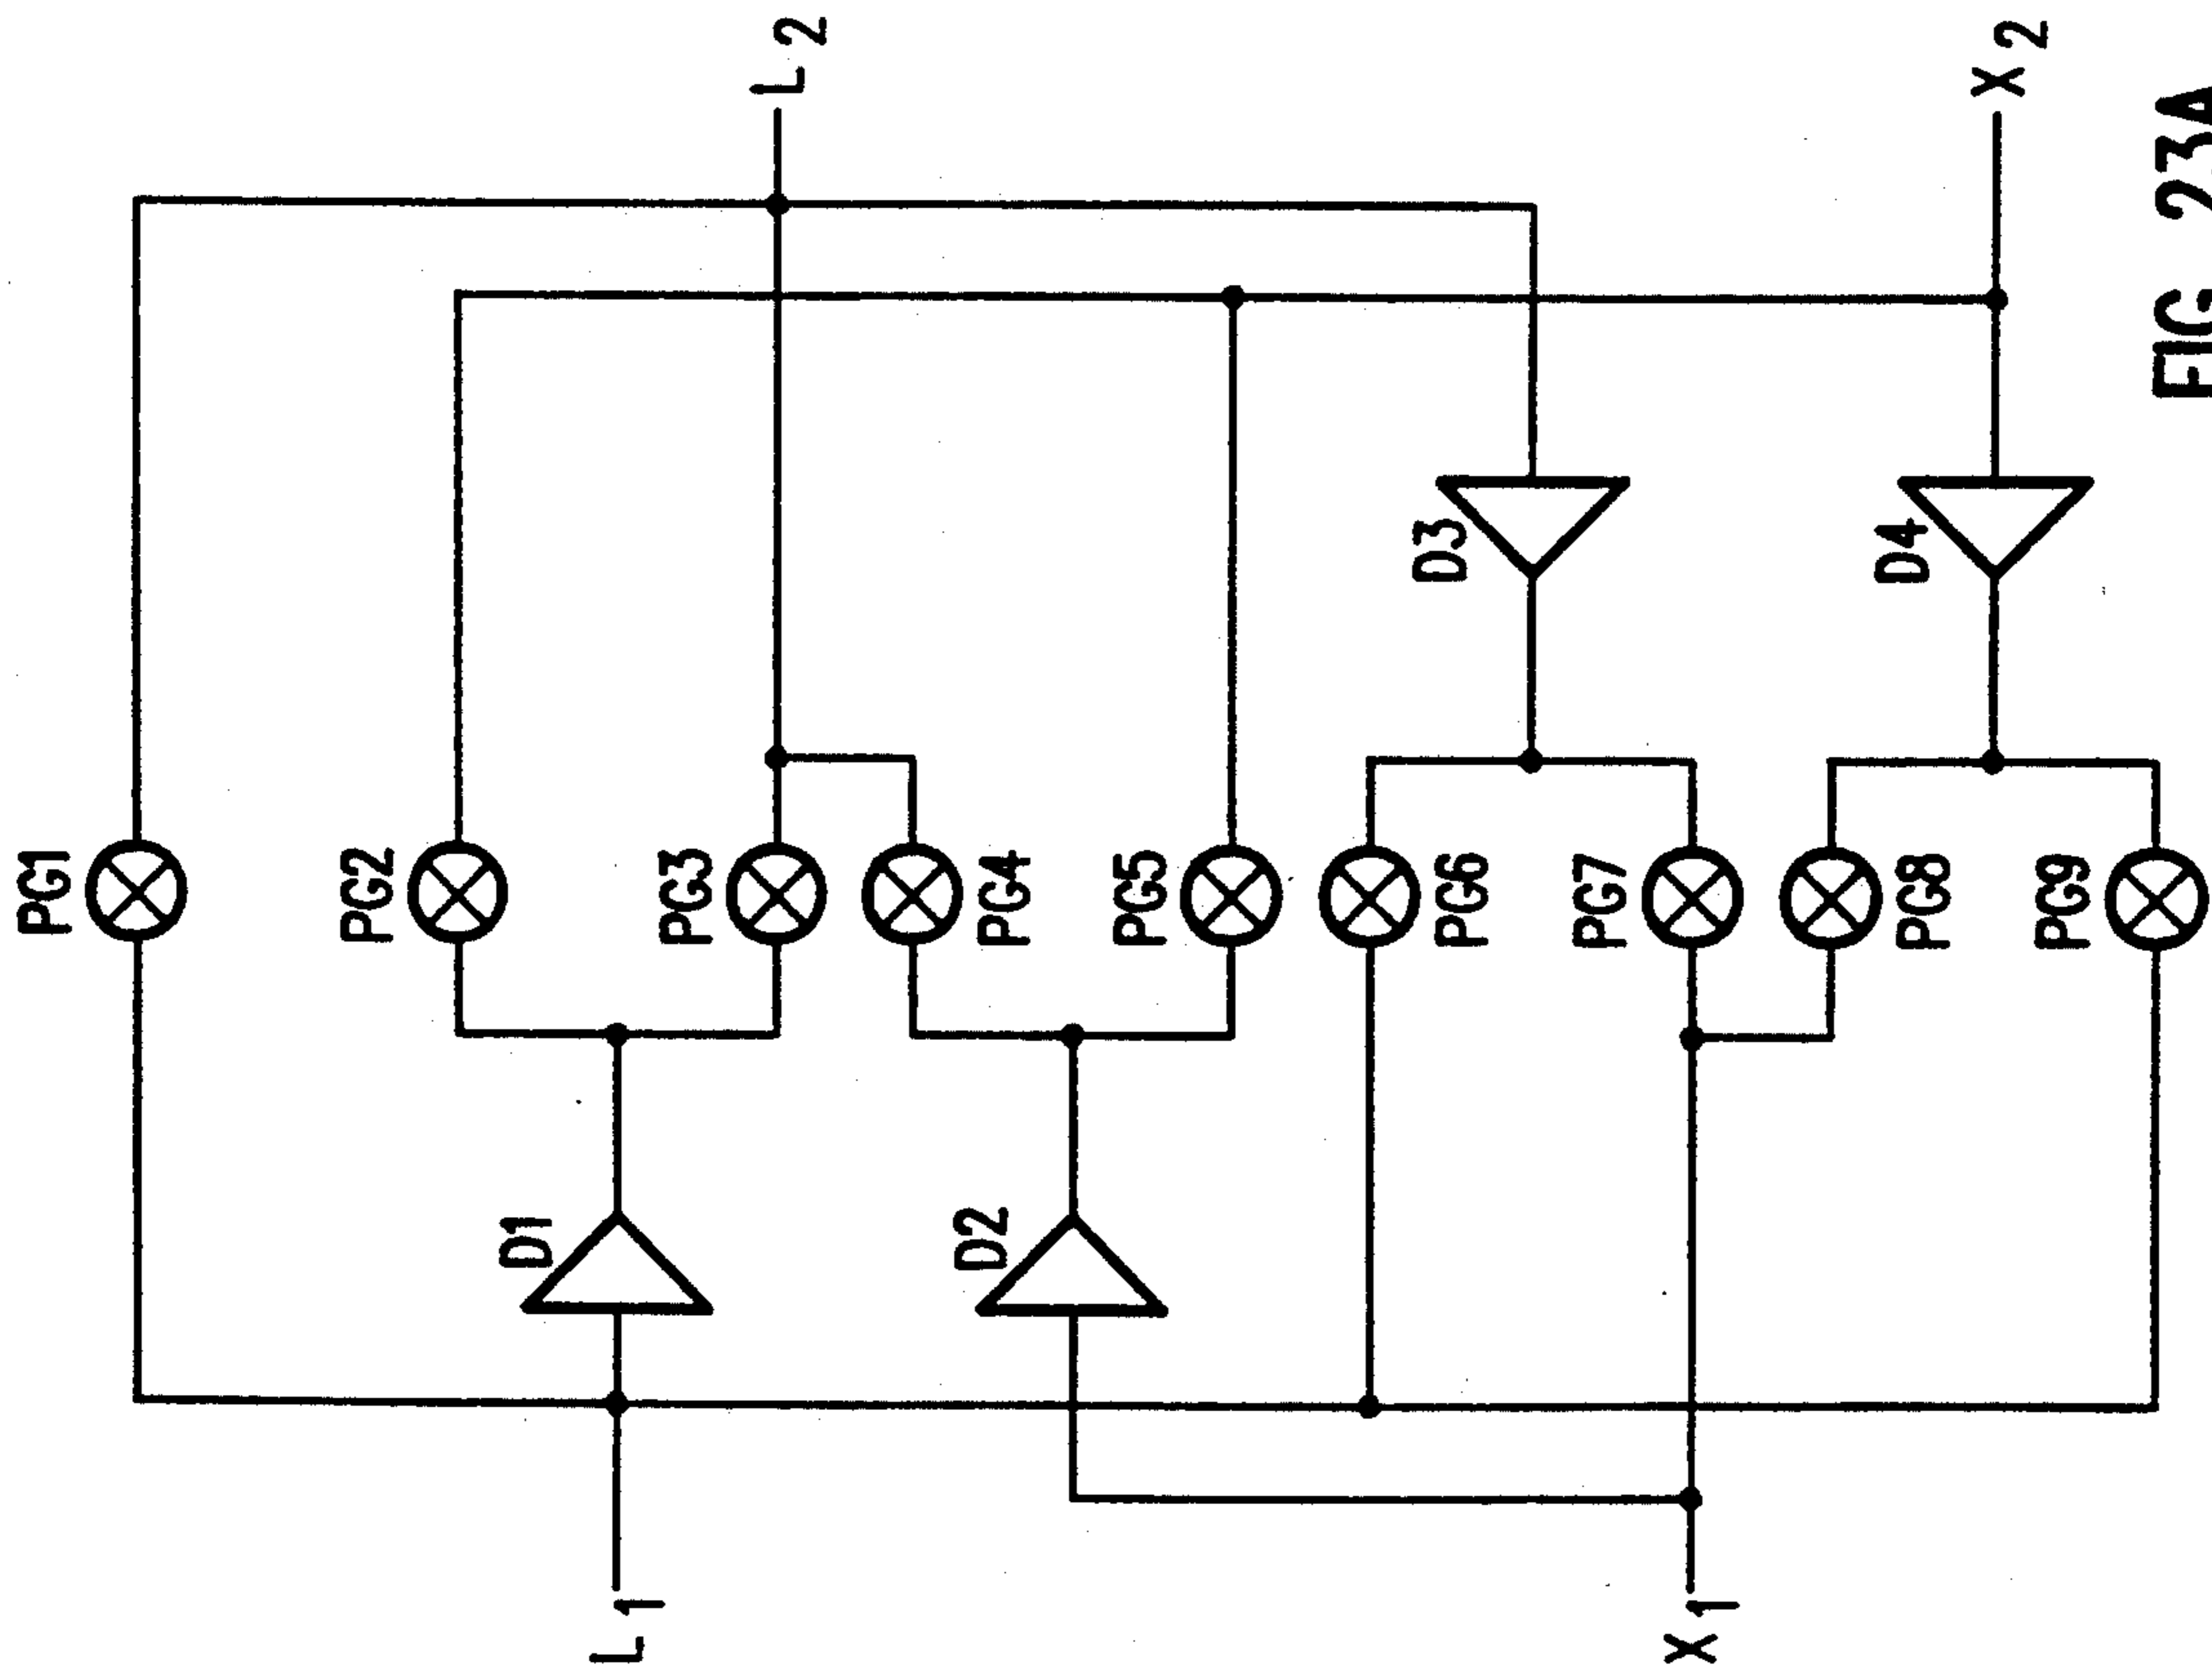 PG1
PG2
D1
L1
PG3
L2
PG4
D2
PG5
PG6
D3
PG7
X1
PG8
D4
PG9
X2
FIG 23A